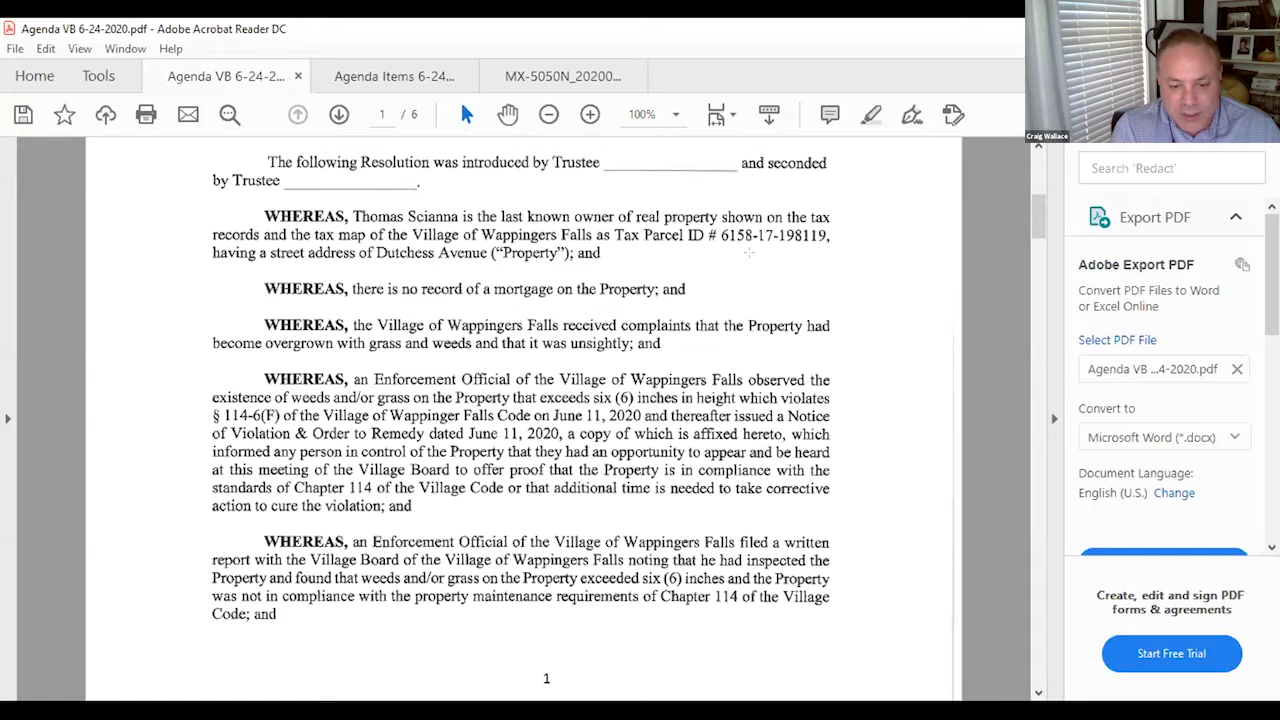 Agenda VB 6-24-2020.pdf - Adobe Acrobat Reader DC
File Edit View Window Help
Home Tools Agenda VB 6-24-2... × Agenda Items 6-24... MX-5050N_20200...
1 / 6 100%
Craig Wallace
The following Resolution was introduced by Trustee ________________ and seconded
by Trustee ________________.
WHEREAS, Thomas Scianna is the last known owner of real property shown on the tax
records and the tax map of the Village of Wappingers Falls as Tax Parcel ID # 6158-17-198119,
having a street address of Dutchess Avenue (“Property”); and
WHEREAS, there is no record of a mortgage on the Property; and
WHEREAS, the Village of Wappingers Falls received complaints that the Property had
become overgrown with grass and weeds and that it was unsightly; and
WHEREAS, an Enforcement Official of the Village of Wappingers Falls observed the
existence of weeds and/or grass on the Property that exceeds six (6) inches in height which violates
§ 114-6(F) of the Village of Wappinger Falls Code on June 11, 2020 and thereafter issued a Notice
of Violation & Order to Remedy dated June 11, 2020, a copy of which is affixed hereto, which
informed any person in control of the Property that they had an opportunity to appear and be heard
at this meeting of the Village Board to offer proof that the Property is in compliance with the
standards of Chapter 114 of the Village Code or that additional time is needed to take corrective
action to cure the violation; and
WHEREAS, an Enforcement Official of the Village of Wappingers Falls filed a written
report with the Village Board of the Village of Wappingers Falls noting that he had inspected the
Property and found that weeds and/or grass on the Property exceeded six (6) inches and the Property
was not in compliance with the property maintenance requirements of Chapter 114 of the Village
Code; and
1
Search 'Redact'
Export PDF
Adobe Export PDF
Convert PDF Files to Word
or Excel Online
Select PDF File
Agenda VB ...4-2020.pdf ×
Convert to
Microsoft Word (*.docx)
Document Language:
English (U.S.) Change
Create, edit and sign PDF
forms & agreements
Start Free Trial